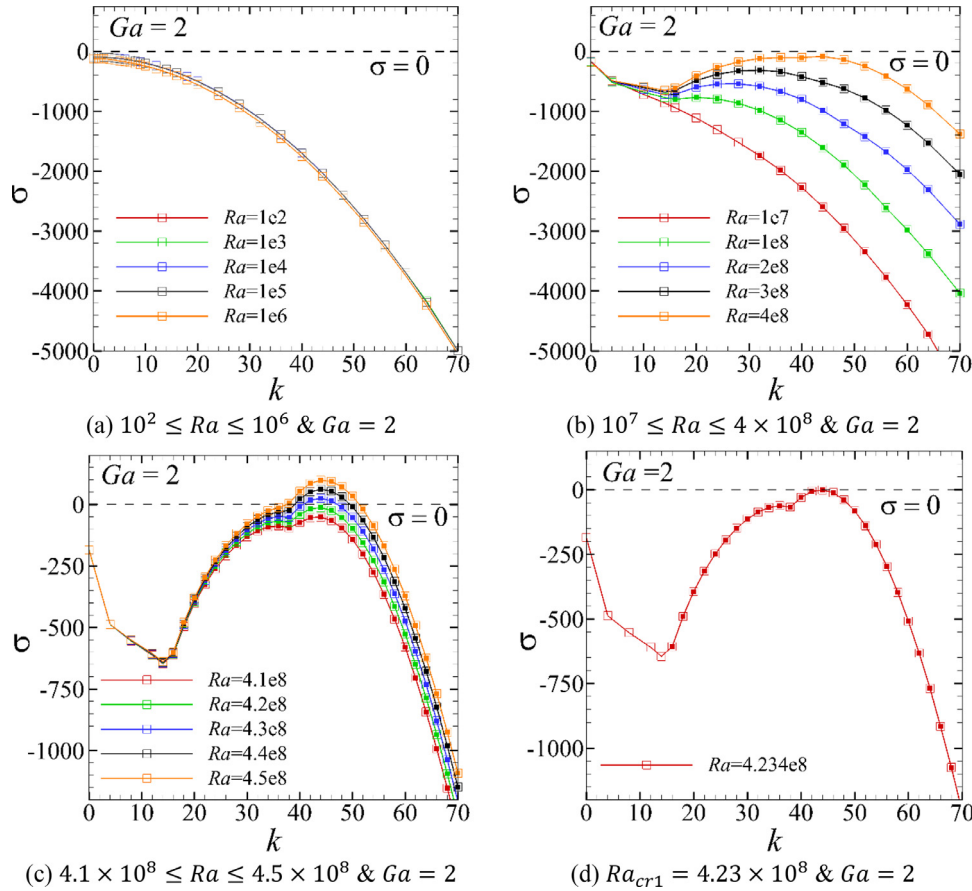 Ga = 2
σ = 0
0
-1000
-2000
-3000
-4000
-5000
σ
Ra=1e2
Ra=1e3
Ra=1e4
Ra=1e5
Ra=1e6
0 10 20 30 40 50 60 70
k
(a) 10² ≤ Ra ≤ 10⁶ & Ga = 2
Ga = 2
σ = 0
0
-1000
-2000
-3000
-4000
-5000
σ
Ra=1e7
Ra=1e8
Ra=2e8
Ra=3e8
Ra=4e8
0 10 20 30 40 50 60 70
k
(b) 10⁷ ≤ Ra ≤ 4 × 10⁸ & Ga = 2
Ga = 2
σ = 0
0
-250
-500
-750
-1000
σ
Ra=4.1e8
Ra=4.2e8
Ra=4.3e8
Ra=4.4e8
Ra=4.5e8
0 10 20 30 40 50 60 70
k
(c) 4.1 × 10⁸ ≤ Ra ≤ 4.5 × 10⁸ & Ga = 2
Ga = 2
σ = 0
0
-250
-500
-750
-1000
σ
Ra=4.234e8
0 10 20 30 40 50 60 70
k
(d) Ra_cr1 = 4.23 × 10⁸ & Ga = 2